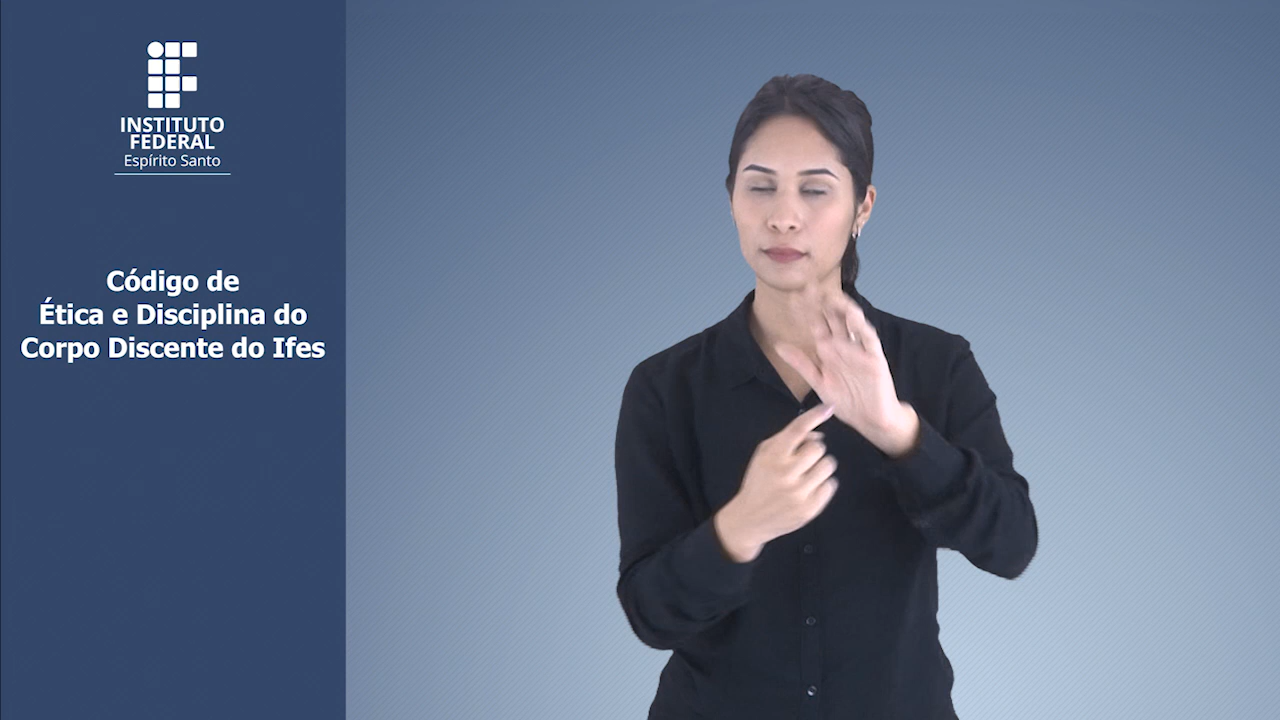 INSTITUTO
FEDERAL
Espírito Santo
Código de
Ética e Disciplina do
Corpo Discente do Ifes